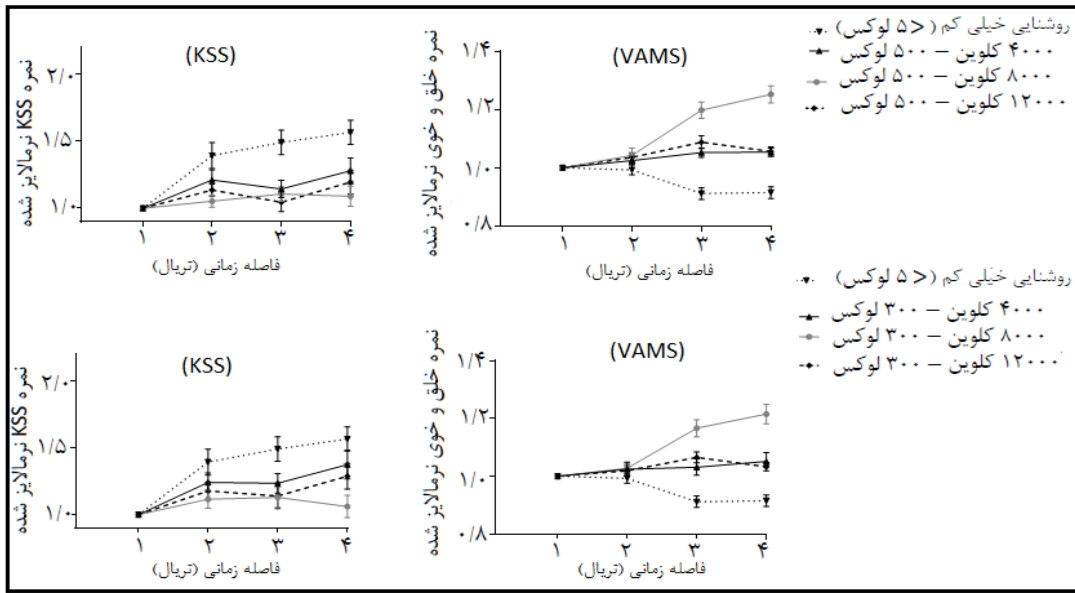 (KSS)
نمره KSS نرمالایز شده
۲/۰
۱/۵
۱/۰
۱ ۲ ۳ ۴
فاصله زمانی (تریال)
(VAMS)
نمره خلق و خوی نرمالایز شده
۱/۴
۱/۲
۱/۰
۰/۸
۱ ۲ ۳ ۴
فاصله زمانی (تریال)
روشنایی خیلی کم (< ۵ لوکس)
۴۰۰۰ کلوین – ۵۰۰ لوکس
۸۰۰۰ کلوین – ۵۰۰ لوکس
۱۲۰۰۰ کلوین – ۵۰۰ لوکس
(KSS)
نمره KSS نرمالایز شده
۲/۰
۱/۵
۱/۰
۱ ۲ ۳ ۴
فاصله زمانی (تریال)
(VAMS)
نمره خلق و خوی نرمالایز شده
۱/۴
۱/۲
۱/۰
۰/۸
۱ ۲ ۳ ۴
فاصله زمانی (تریال)
روشنایی خیلی کم (< ۵ لوکس)
۴۰۰۰ کلوین – ۳۰۰ لوکس
۸۰۰۰ کلوین – ۳۰۰ لوکس
۱۲۰۰۰ کلوین – ۳۰۰ لوکس